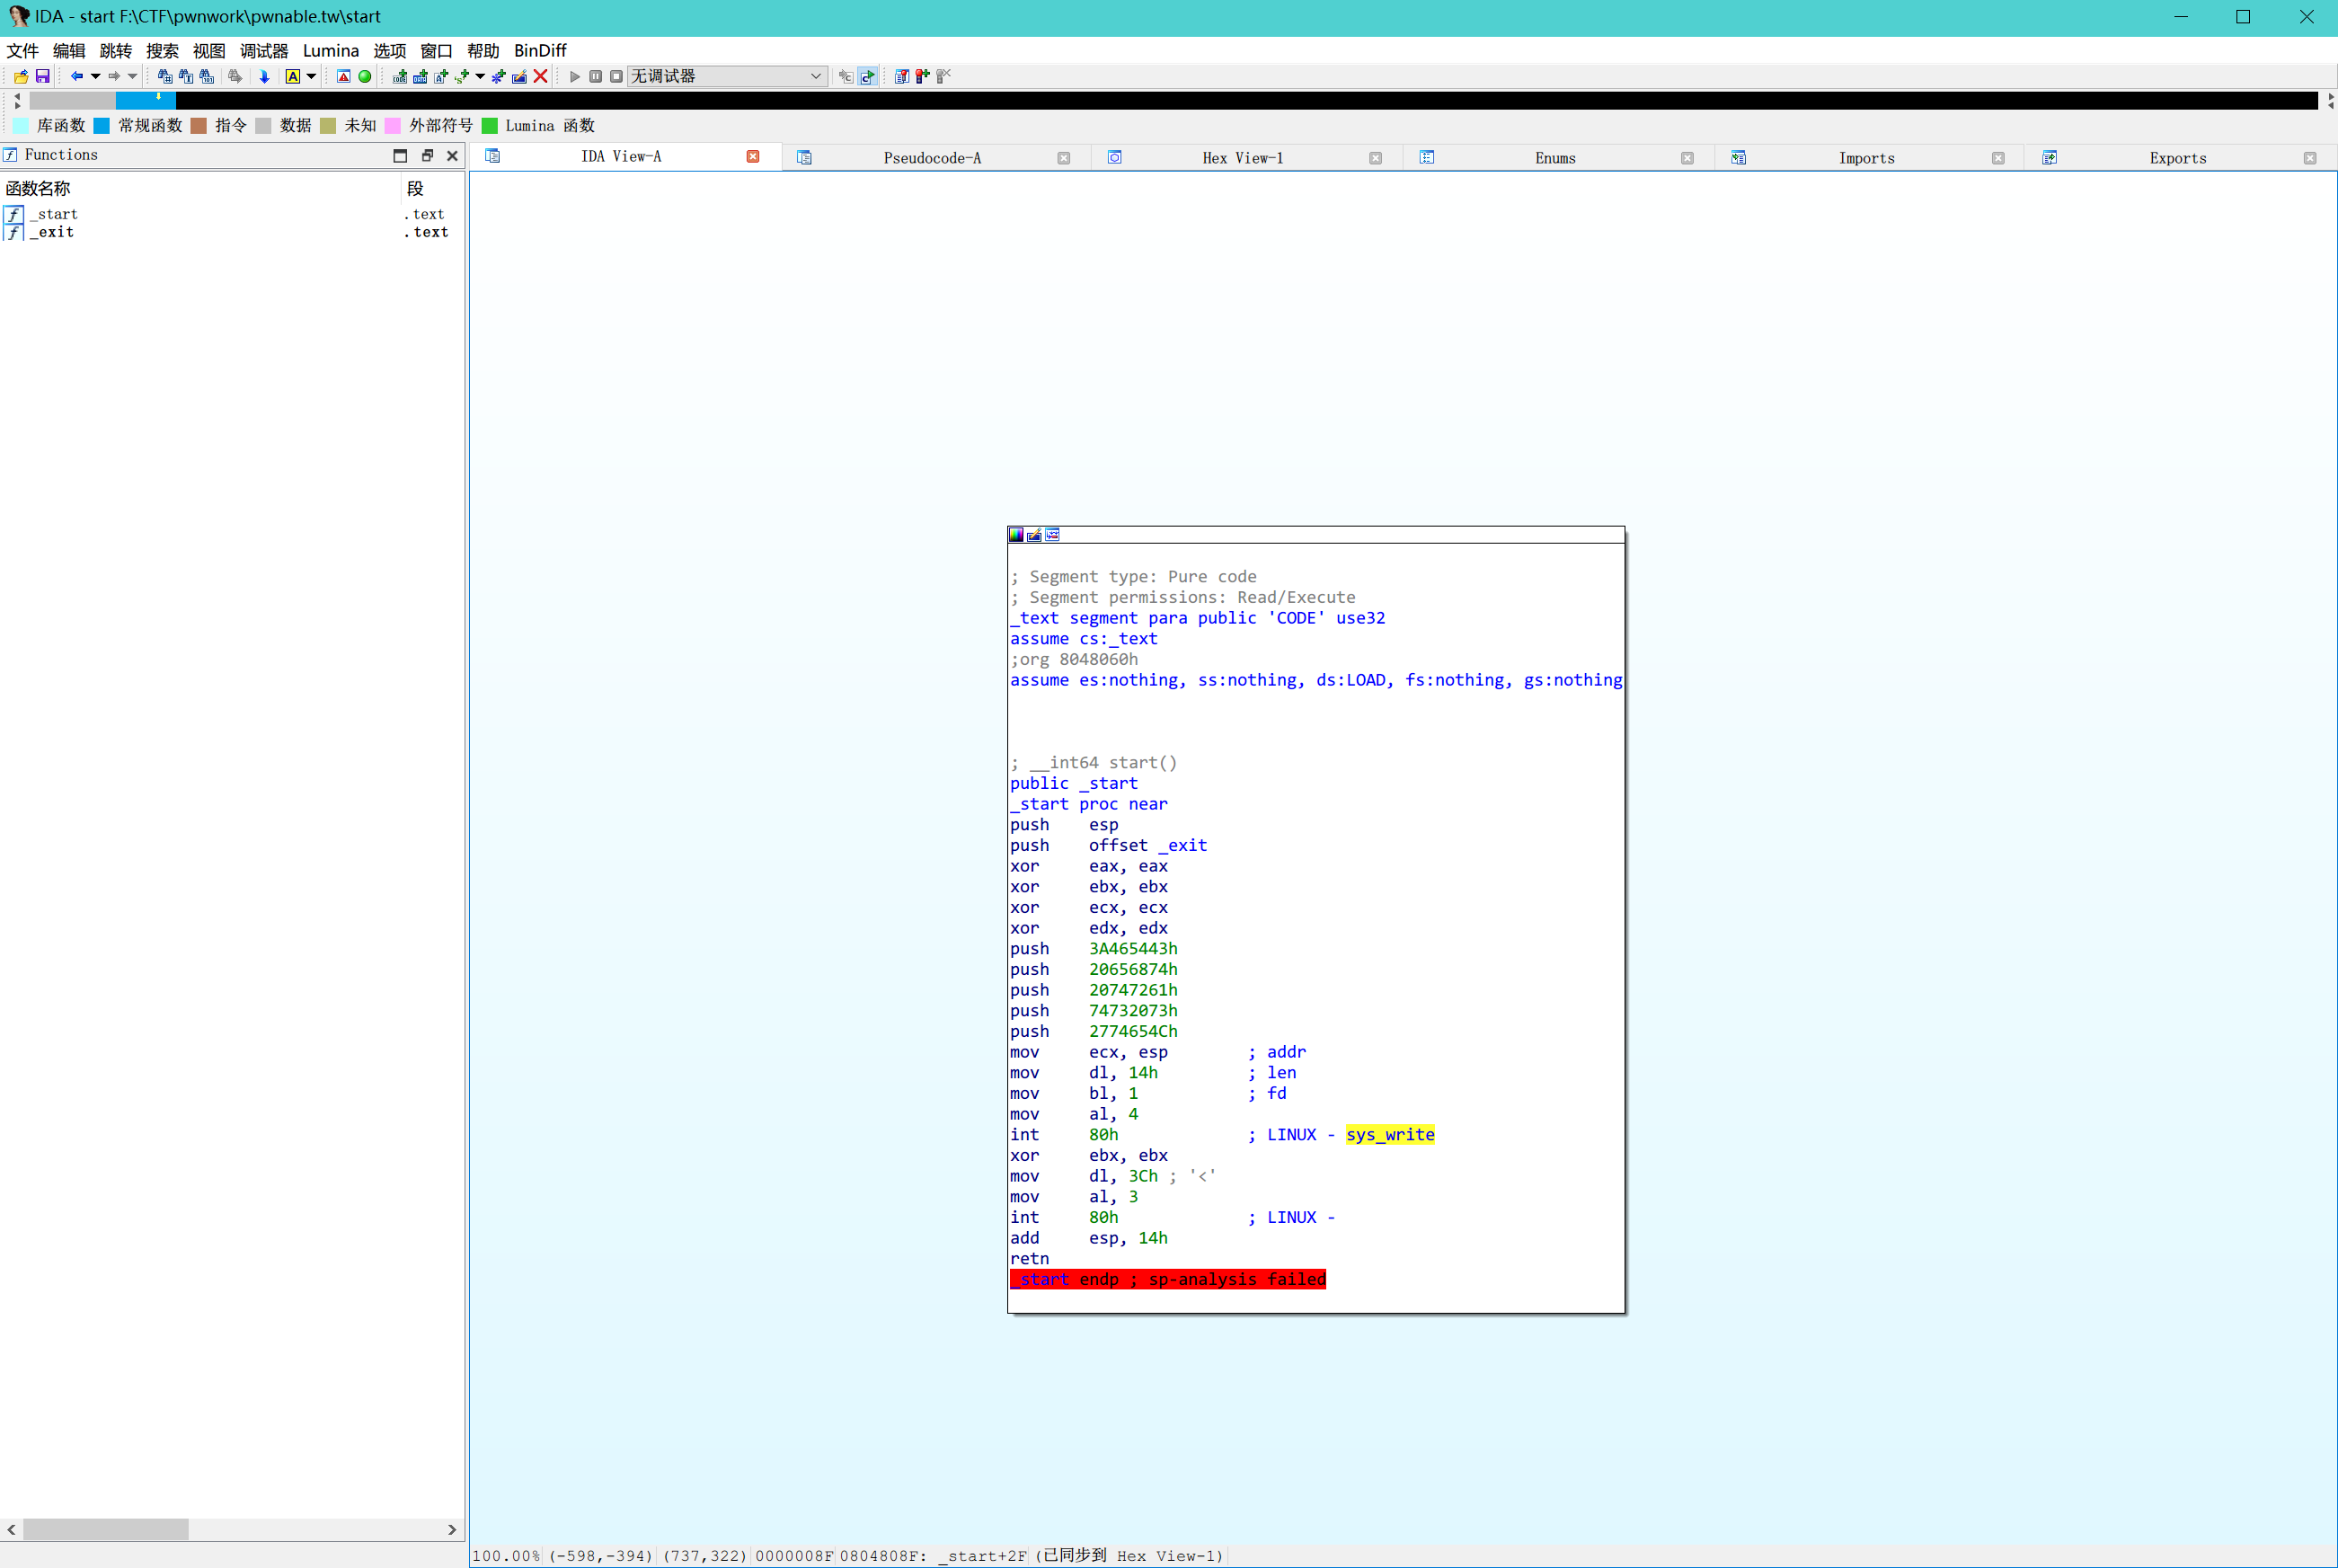 IDA - start F:\CTF\pwnwork\pwnable.tw\start
文件 编辑 跳转 搜索 视图 调试器 Lumina 选项 窗口 帮助 BinDiff
无调试器
库函数 常规函数 指令 数据 未知 外部符号 Lumina 函数
Functions
函数名称 段
_start .text
_exit .text
IDA View-A Pseudocode-A Hex View-1 Enums Imports Exports
; Segment type: Pure code
; Segment permissions: Read/Execute
_text segment para public 'CODE' use32
assume cs:_text
;org 8048060h
assume es:nothing, ss:nothing, ds:LOAD, fs:nothing, gs:nothing
; __int64 start()
public _start
_start proc near
push esp
push offset _exit
xor eax, eax
xor ebx, ebx
xor ecx, ecx
xor edx, edx
push 3A465443h
push 20656874h
push 20747261h
push 74732073h
push 2774654Ch
mov ecx, esp ; addr
mov dl, 14h ; len
mov bl, 1 ; fd
mov al, 4
int 80h ; LINUX - sys_write
xor ebx, ebx
mov dl, 3Ch ; '<'
mov al, 3
int 80h ; LINUX -
add esp, 14h
retn
_start endp ; sp-analysis failed
100.00% (-598,-394) (737,322) 0000008F 0804808F: _start+2F (已同步到 Hex View-1)